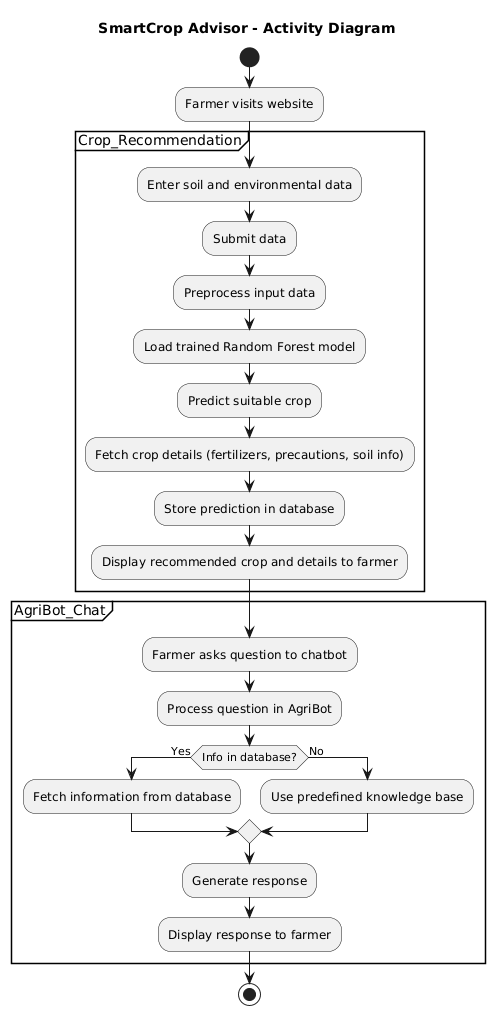 SmartCrop Advisor - Activity Diagram
Farmer visits website
Crop_Recommendation
Enter soil and environmental data
Submit data
Preprocess input data
Load trained Random Forest model
Predict suitable crop
Fetch crop details (fertilizers, precautions, soil info)
Store prediction in database
Display recommended crop and details to farmer
AgriBot_Chat
Farmer asks question to chatbot
Process question in AgriBot
Yes
Info in database?
No
Fetch information from database
Use predefined knowledge base
Generate response
Display response to farmer